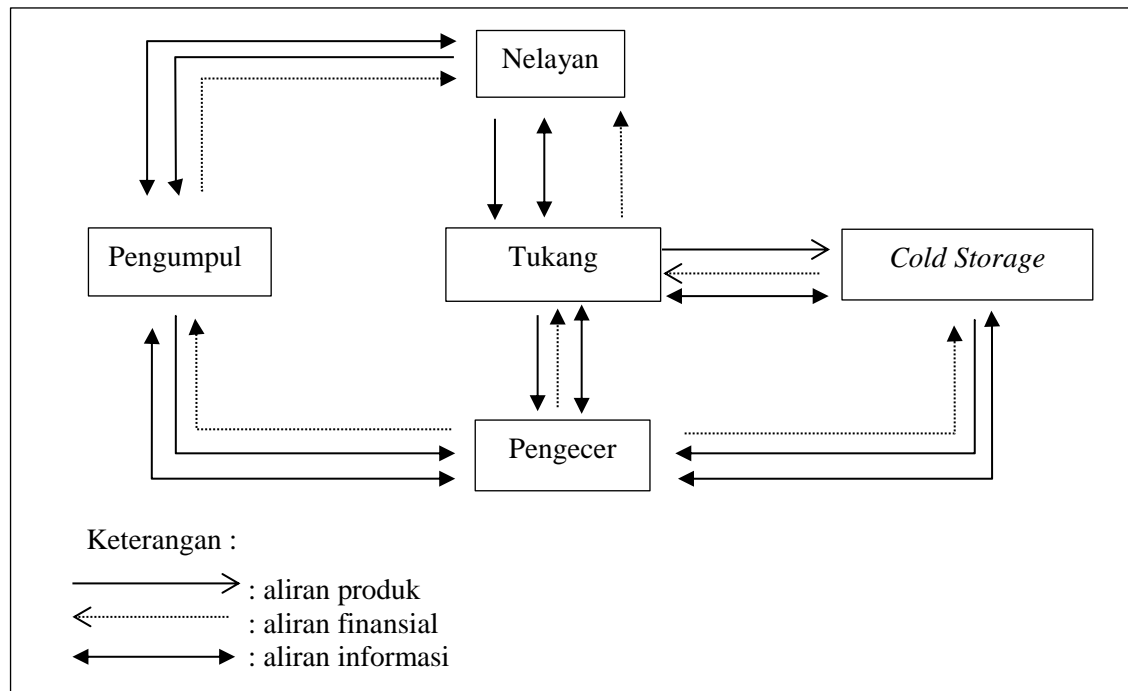 Nelayan
Pengumpul
Tukang
Cold Storage
Pengecer
Keterangan :
: aliran produk
: aliran finansial
: aliran informasi